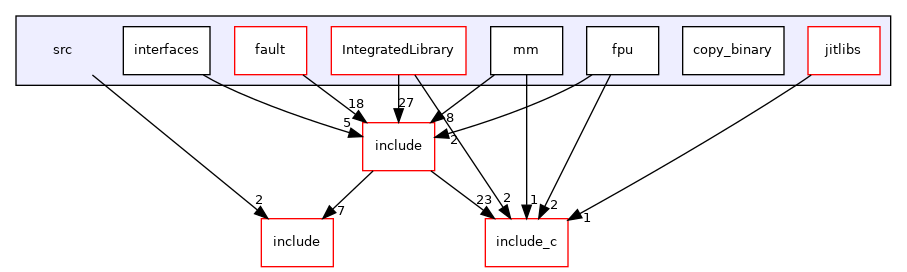 src interfaces fault IntegratedLibrary mm fpu copy_binary jitlibs
18 27
8
5
2
include
2 7 23 2 1 2 1
include include_c